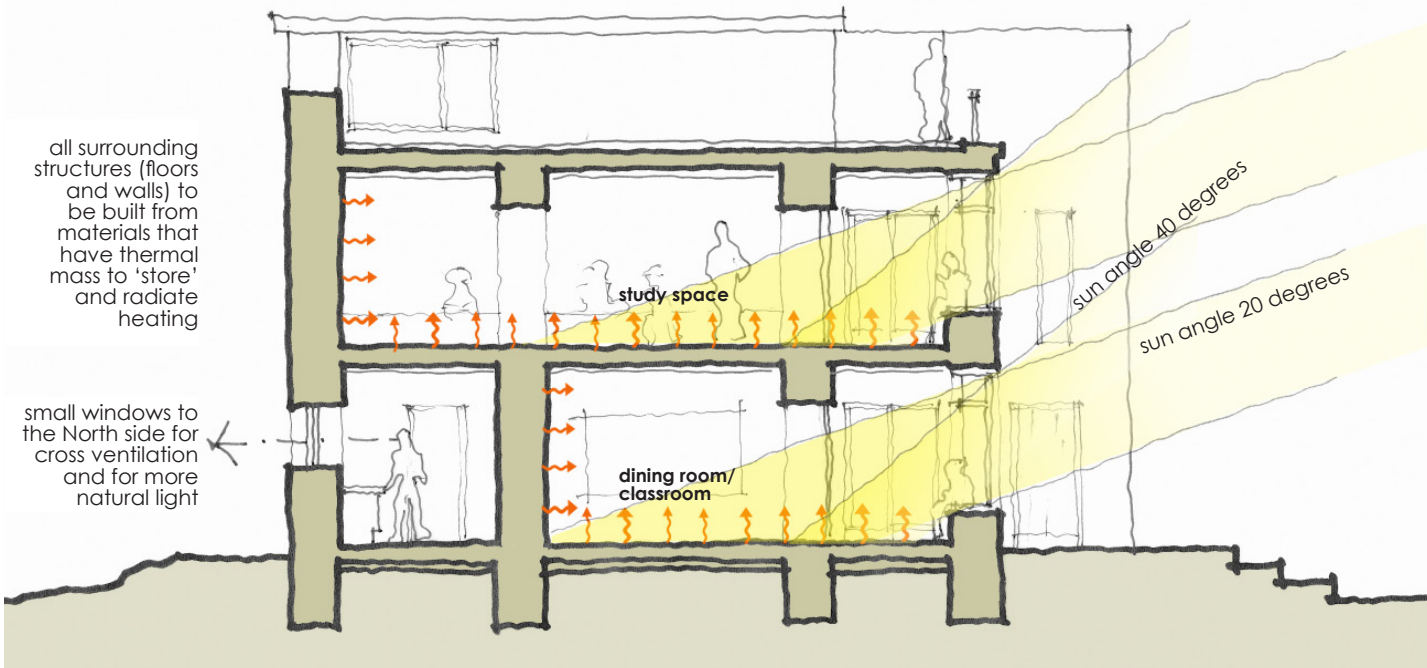 all surrounding
structures (floors
and walls) to
be built from
materials that
have thermal
mass to ‘store’
and radiate
heating
small windows to
the North side for
cross ventilation
and for more
natural light
study space
dining room/
classroom
sun angle 40 degrees
sun angle 20 degrees